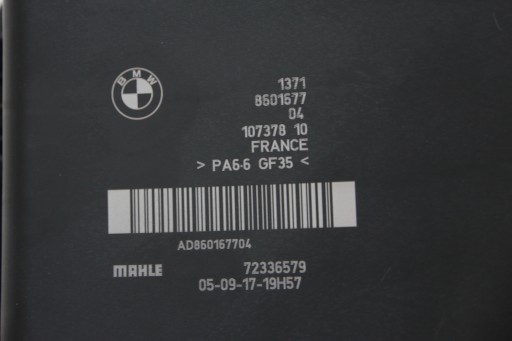 BMW
1371
8601677
04
107378 10
FRANCE
> PA6-6 GF35 <
AD860167704
MAHLE 72336579
05-09-17-19H57